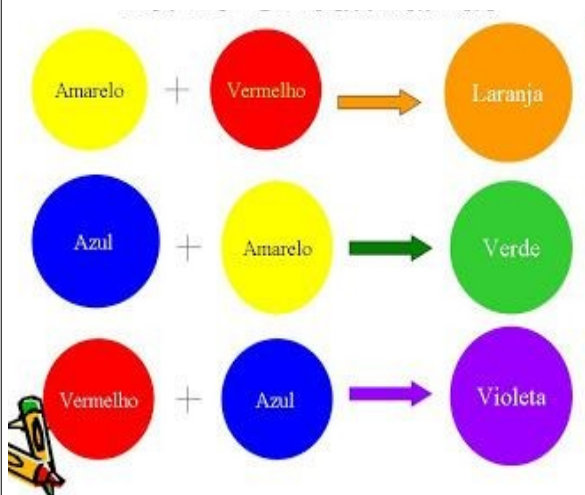 Amarelo + Vermelho Laranja
Azul + Amarelo Verde
Vermelho + Azul Violeta